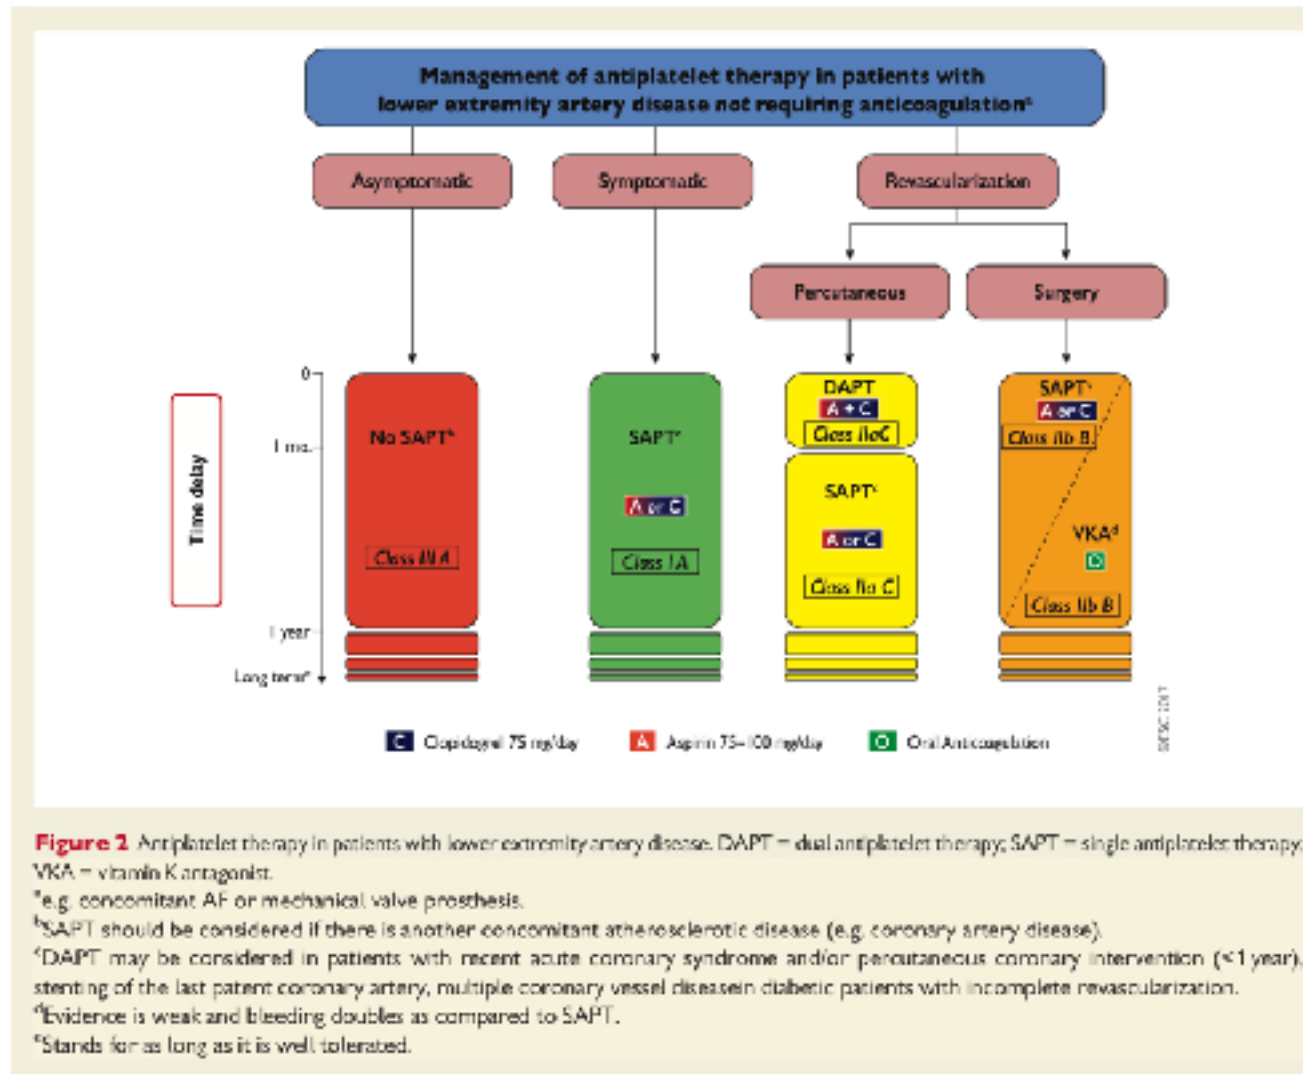 Management of antiplatelet therapy in patients with
lower extremity artery disease not requiring anticoagulationᵃ
Asymptomatic
Symptomatic
Revascularization
Percutaneous
Surgery
Time delay
0
1 mo.
1 year
Long termᵉ
No SAPTᵇ
Class III A
SAPTᶜ
A or C
Class I A
DAPT
A + C
Class IIaC
SAPTᶜ
A or C
Class IIa C
SAPTᶜ
A or C
Class IIb B
VKAᵈ
O
Class IIb B
C Clopidogrel 75 mg/day
A Aspirin 75–100 mg/day
O Oral Anticoagulation
©ESC 2017
Figure 2 Antiplatelet therapy in patients with lower extremity artery disease. DAPT = dual antiplatelet therapy; SAPT = single antiplatelet therapy;
VKA = vitamin K antagonist.
ᵃe.g. concomitant AF or mechanical valve prosthesis.
ᵇSAPT should be considered if there is another concomitant atherosclerotic disease (e.g. coronary artery disease).
ᶜDAPT may be considered in patients with recent acute coronary syndrome and/or percutaneous coronary intervention (<1 year),
stenting of the last patent coronary artery, multiple coronary vessel diseasein diabetic patients with incomplete revascularization.
ᵈEvidence is weak and bleeding doubles as compared to SAPT.
ᵉStands for as long as it is well tolerated.